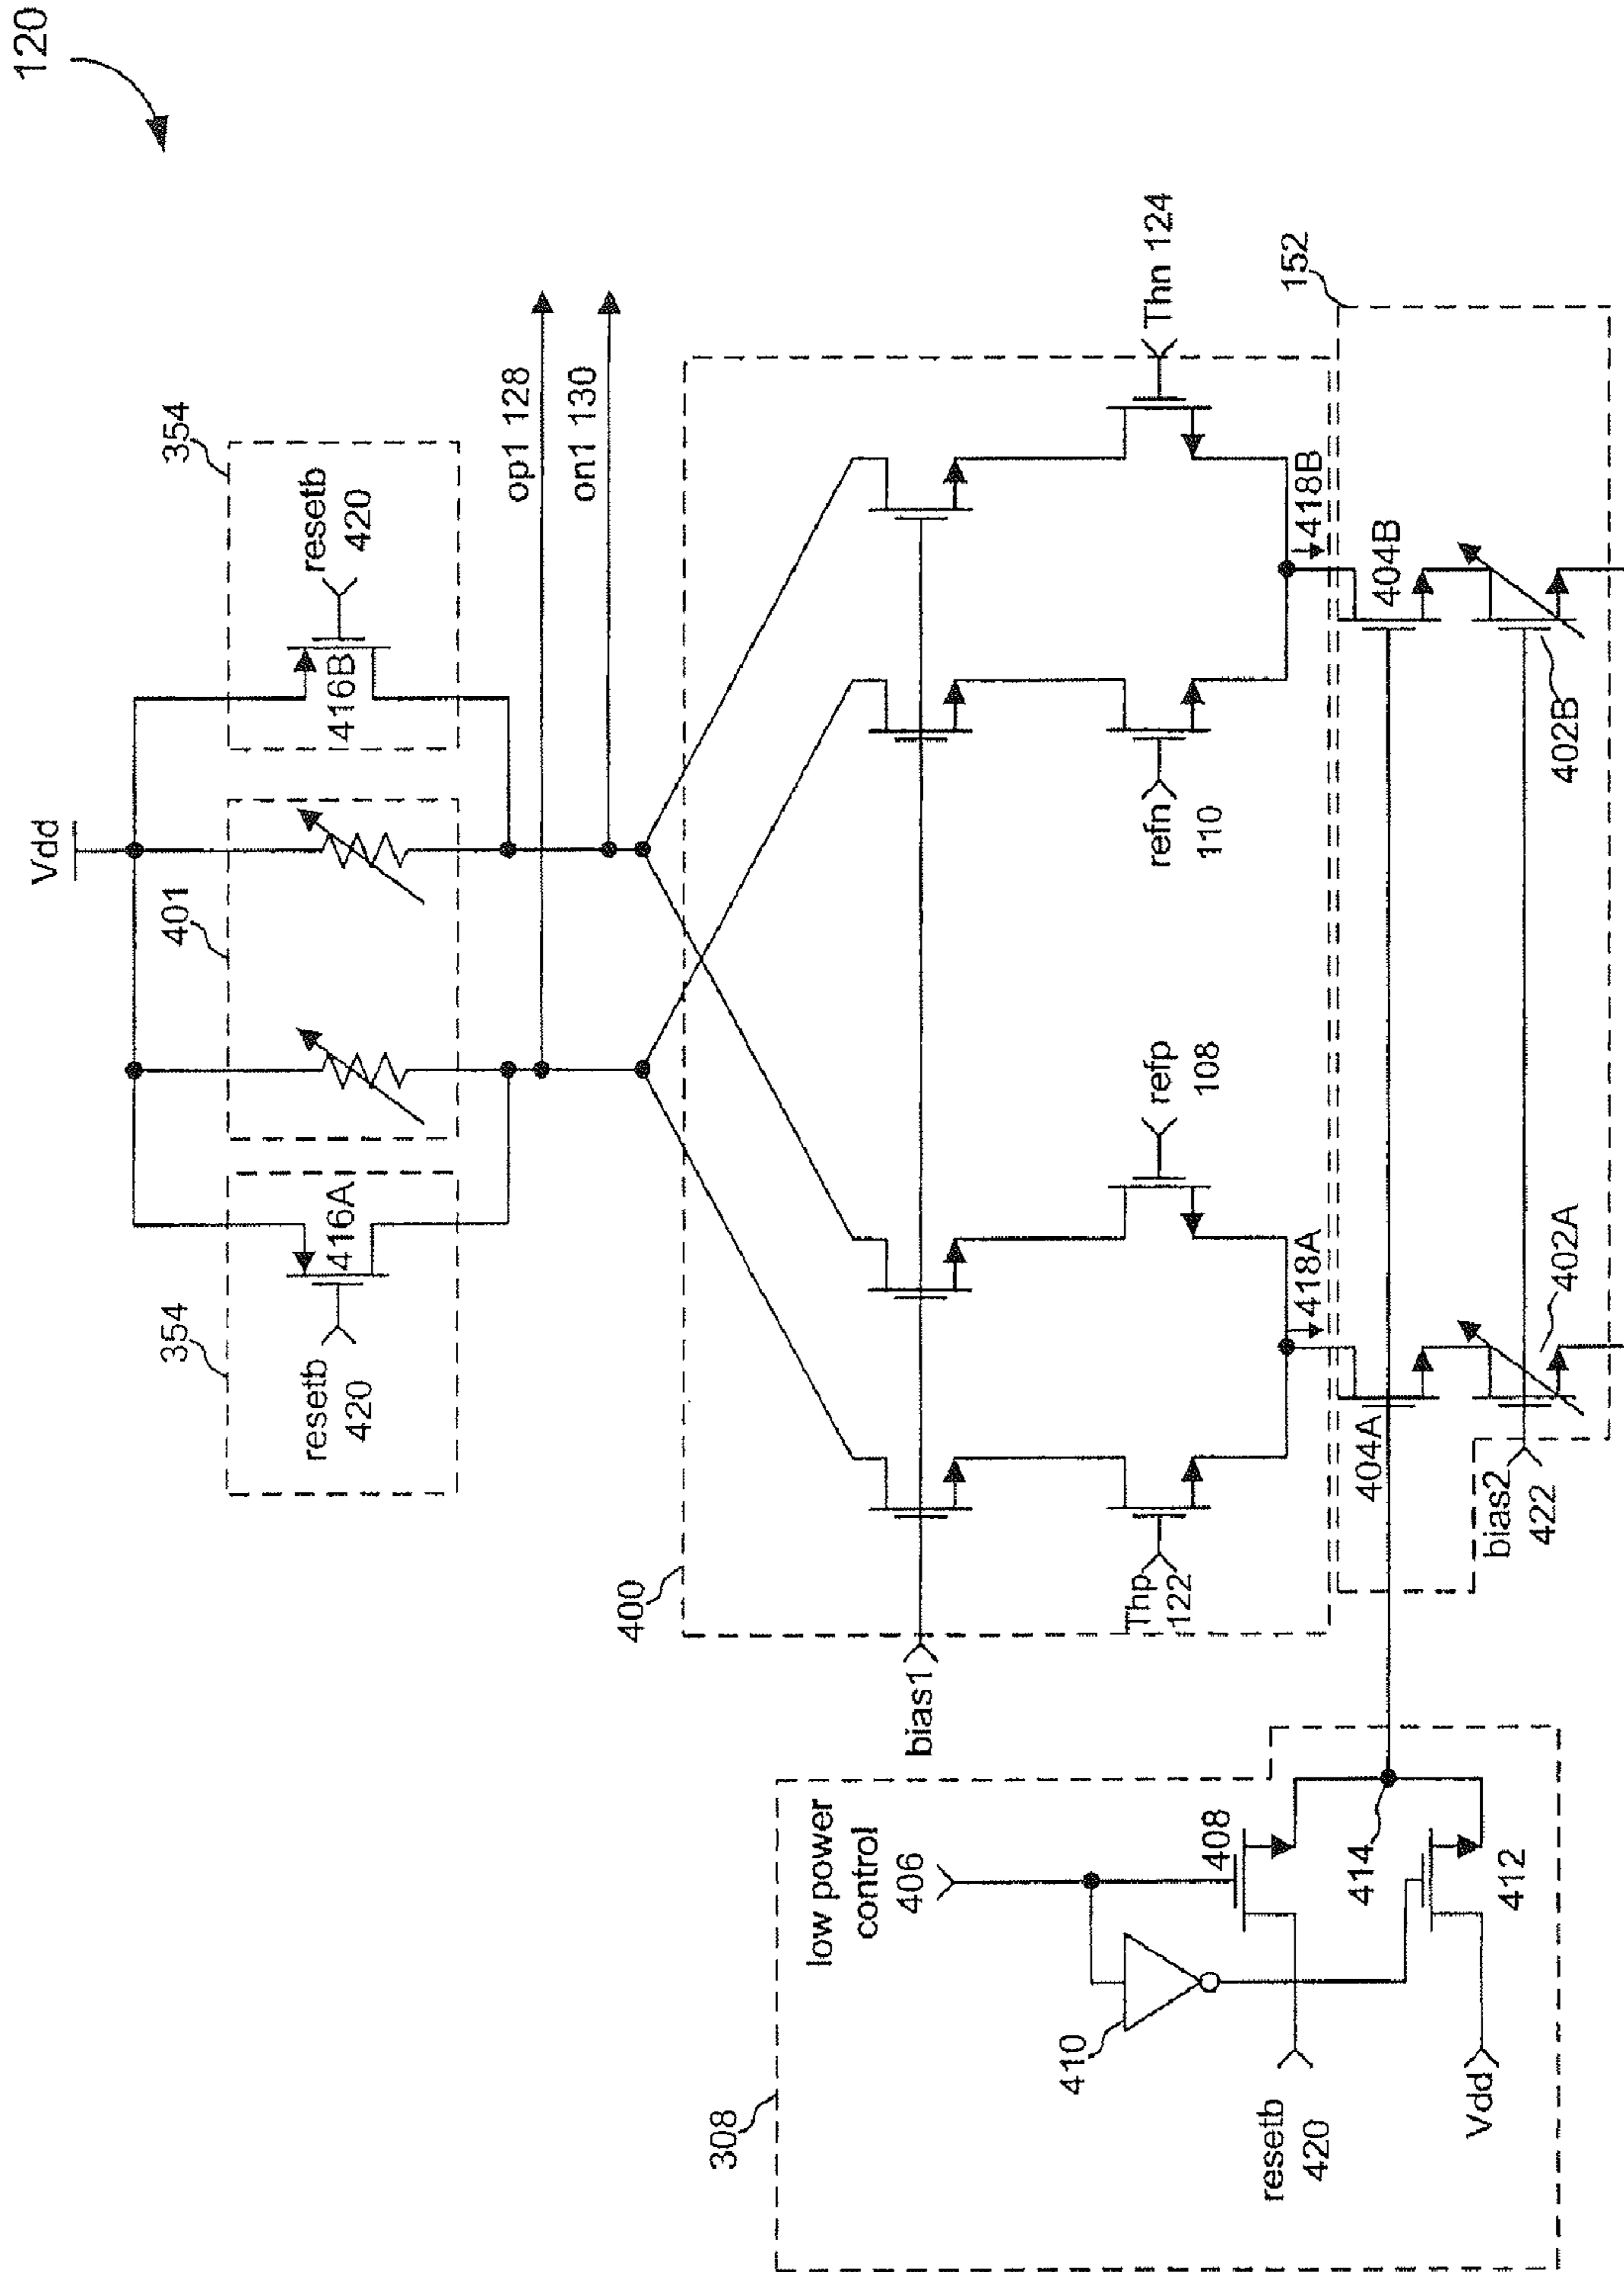 120
Vdd
354
401
354
resetb
420
416A
416B
resetb
420
op1 128
on1 130
400
bias1
Thp
122
refp
108
refn
110
Thn 124
418A
418B
152
404A
404B
402A
402B
bias2
422
308
low power
control
406
408
410
412
414
resetb
420
Vdd